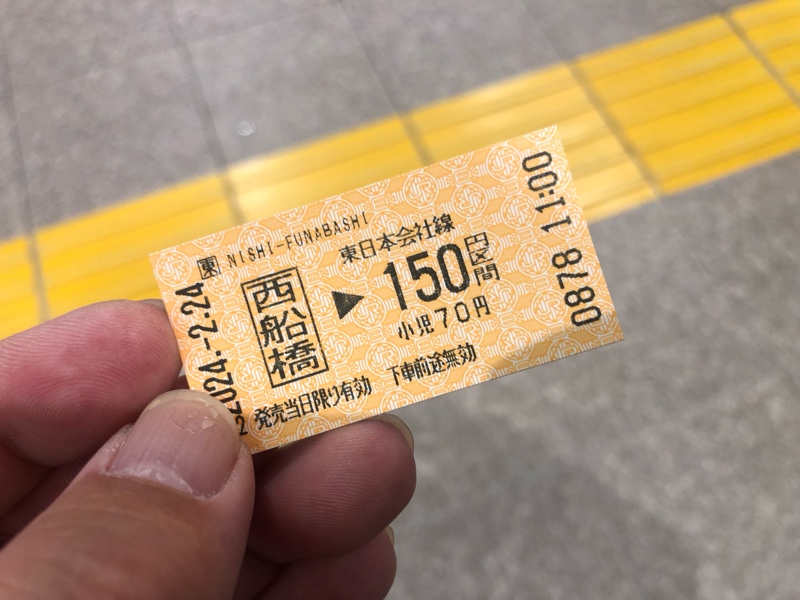 東 NISHI-FUNABASHI
西船橋
東日本会社線
▶ 150円区間
小児70円
発売当日限り有効 下車前途無効
2024.-2.24
0878 11:00